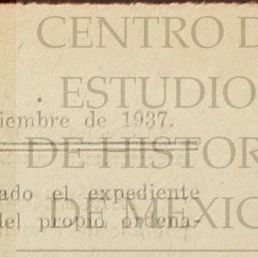 CENTRO D
ESTUDIO
iembre de 1937.
DE HISTOR
ado el expediente
del propio ordena-
DE MEXIC